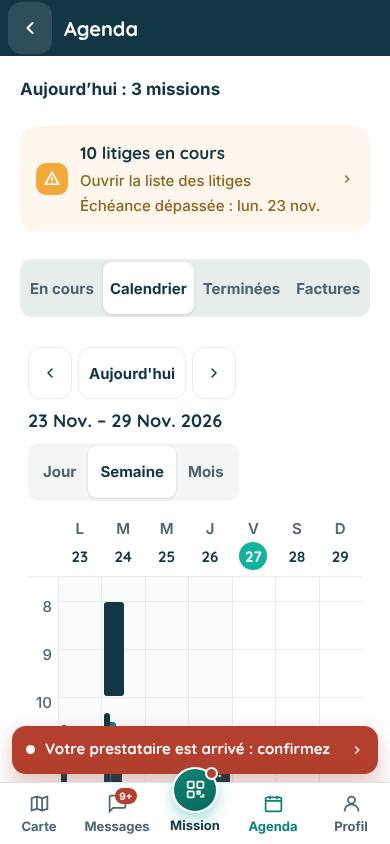 Agenda
Aujourd’hui : 3 missions
10 litiges en cours
Ouvrir la liste des litiges
Échéance dépassée : lun. 23 nov.
En cours Calendrier Terminées Factures
Aujourd'hui
23 Nov. – 29 Nov. 2026
Jour Semaine Mois
L M M J V S D
23 24 25 26 27 28 29
8
9
10
Votre prestataire est arrivé : confirmez
9+
Carte Messages Mission Agenda Profil